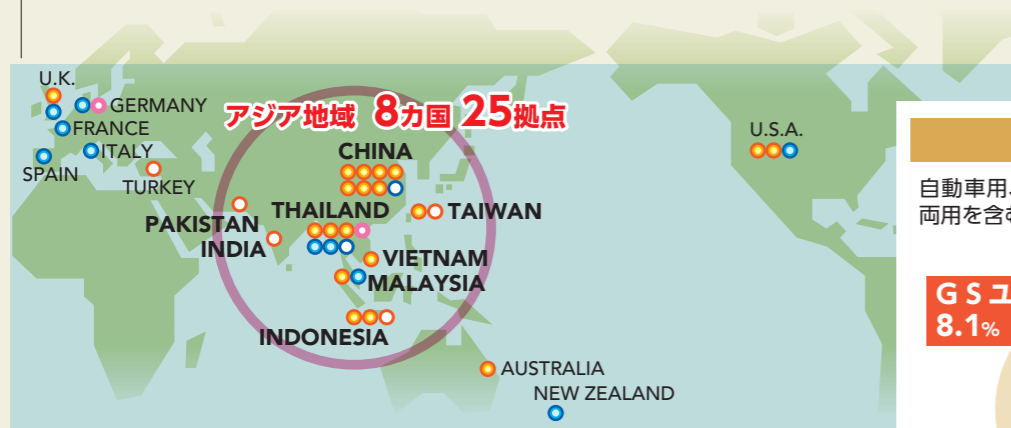 U.K.
GERMANY
FRANCE
ITALY
SPAIN
TURKEY
アジア地域 8カ国 25拠点
CHINA
THAILAND
TAIWAN
PAKISTAN
INDIA
VIETNAM
MALAYSIA
INDONESIA
AUSTRALIA
NEW ZEALAND
U.S.A.
自動車用、
両用を含む
GSユ
8.1%